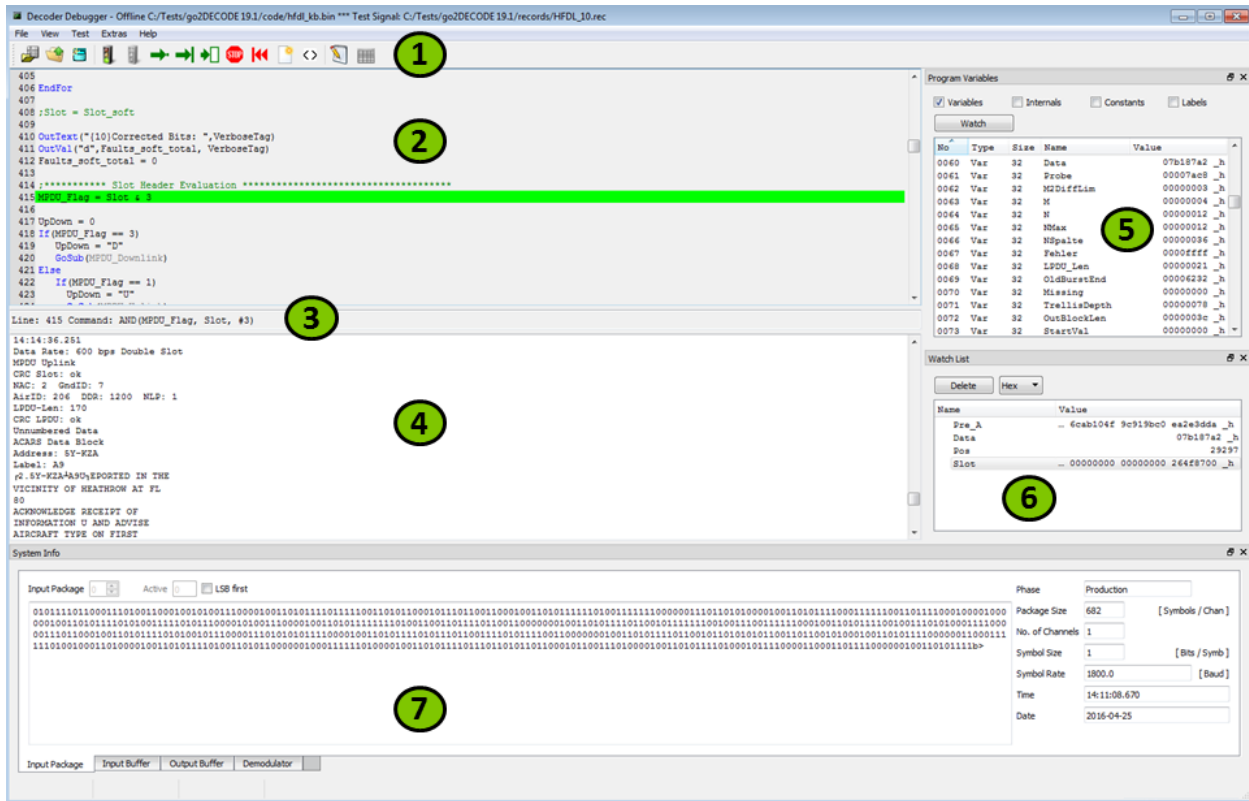 Decoder Debugger - Offline C:/Tests/go2DECODE 19.1/code/hfdl_kb.bin *** Test Signal: C:/Tests/go2DECODE 19.1/records/HFDL_10.rec
File View Test Extras Help
STOP
1
405
406 EndFor
407
408 ;Slot = Slot_soft
409
410 OutText("{10}Corrected Bits: ",VerboseTag)
411 OutVal("d",Faults_soft_total, VerboseTag)
412 Faults_soft_total = 0
413
414 ;*********** Slot Header Evaluation ************************************
415 MPDU_Flag = Slot & 3
416
417 UpDown = 0
418 If(MPDU_Flag == 3)
419 UpDown = "D"
420 GoSub(MPDU_Downlink)
421 Else
422 If(MPDU_Flag == 1)
423 UpDown = "U"
2
Line: 415 Command: AND(MPDU_Flag, Slot, #3)
3
14:14:36.251
Data Rate: 600 bps Double Slot
MPDU Uplink
CRC Slot: ok
NAC: 2 GndID: 7
AirID: 206 DDR: 1200 NLP: 1
LPDU-Len: 170
CRC LPDU: ok
Unnumbered Data
ACARS Data Block
Address: 5Y-KZA
Label: A9
┌2.5Y-KZA┴A9U┐EPORTED IN THE
VICINITY OF HEATHROW AT FL
80
ACKNOWLEDGE RECEIPT OF
INFORMATION U AND ADVISE
AIRCRAFT TYPE ON FIRST
4
Program Variables
Variables Internals Constants Labels
Watch
No Type Size Name Value
0060 Var 32 Data 07b187a2 _h
0061 Var 32 Probe 00007ac8 _h
0062 Var 32 M2DiffLim 00000003 _h
0063 Var 32 M 00000004 _h
0064 Var 32 N 00000012 _h
0065 Var 32 NMax 00000012 _h
0066 Var 32 NSpalte 00000036 _h
0067 Var 32 Fehler 0000ffff _h
0068 Var 32 LPDU_Len 00000021 _h
0069 Var 32 OldBurstEnd 00006232 _h
0070 Var 32 Missing 00000000 _h
0071 Var 32 TrellisDepth 00000078 _h
0072 Var 32 OutBlockLen 0000003c _h
0073 Var 32 StartVal 00000000 _h
5
Watch List
Delete Hex
Name Value
Pre_A … 6cab104f 9c919bc0 ea2e3dda _h
Data 07b187a2 _h
Pos 29297
Slot … 00000000 00000000 264f8700 _h
6
System Info
Input Package 0 Active 0 LSB first
7
Phase Production
Package Size 682 [ Symbols / Chan ]
No. of Channels 1
Symbol Size 1 [ Bits / Symb ]
Symbol Rate 1800.0 [ Baud ]
Time 14:11:08.670
Date 2016-04-25
Input Package Input Buffer Output Buffer Demodulator